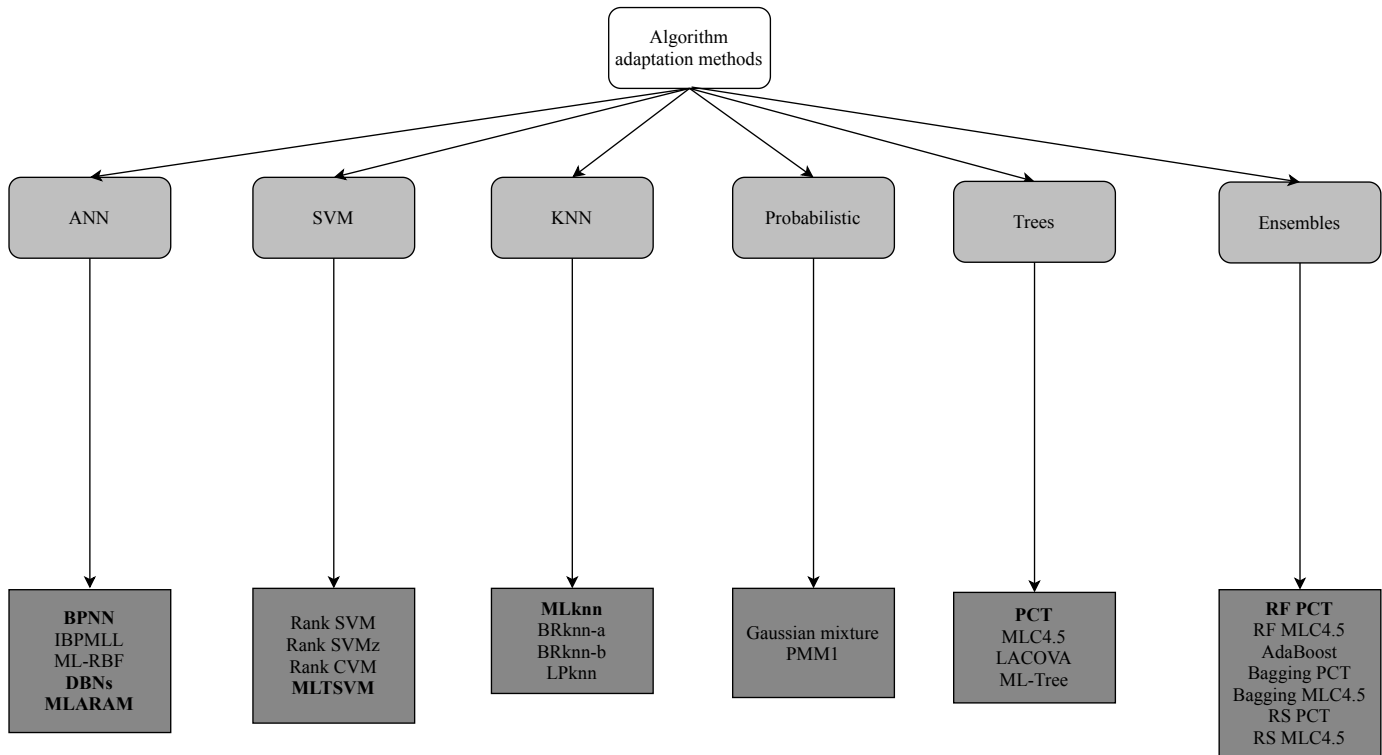 Algorithm
adaptation methods
ANN
SVM
KNN
Probabilistic
Trees
Ensembles
BPNN
IBPMLL
ML-RBF
DBNs
MLARAM
Rank SVM
Rank SVMz
Rank CVM
MLTSVM
MLknn
BRknn-a
BRknn-b
LPknn
Gaussian mixture
PMM1
PCT
MLC4.5
LACOVA
ML-Tree
RF PCT
RF MLC4.5
AdaBoost
Bagging PCT
Bagging MLC4.5
RS PCT
RS MLC4.5